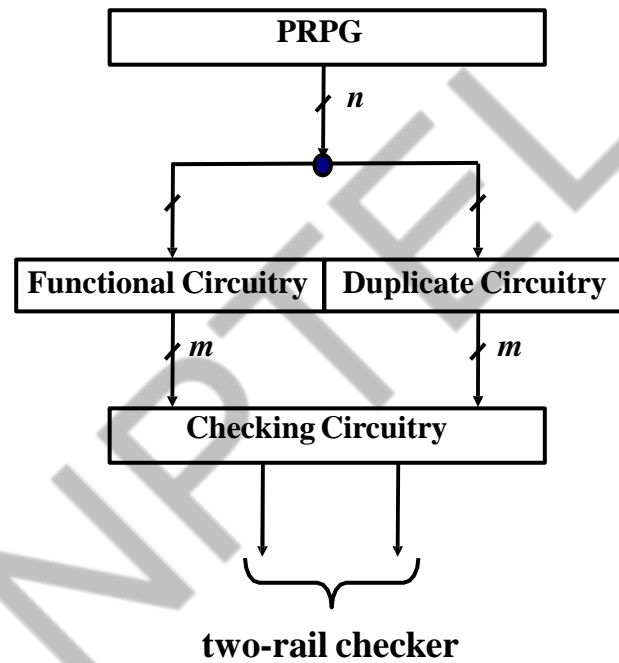 PRPG
n
Functional Circuitry
Duplicate Circuitry
m
m
Checking Circuitry
two-rail checker
NPTEL